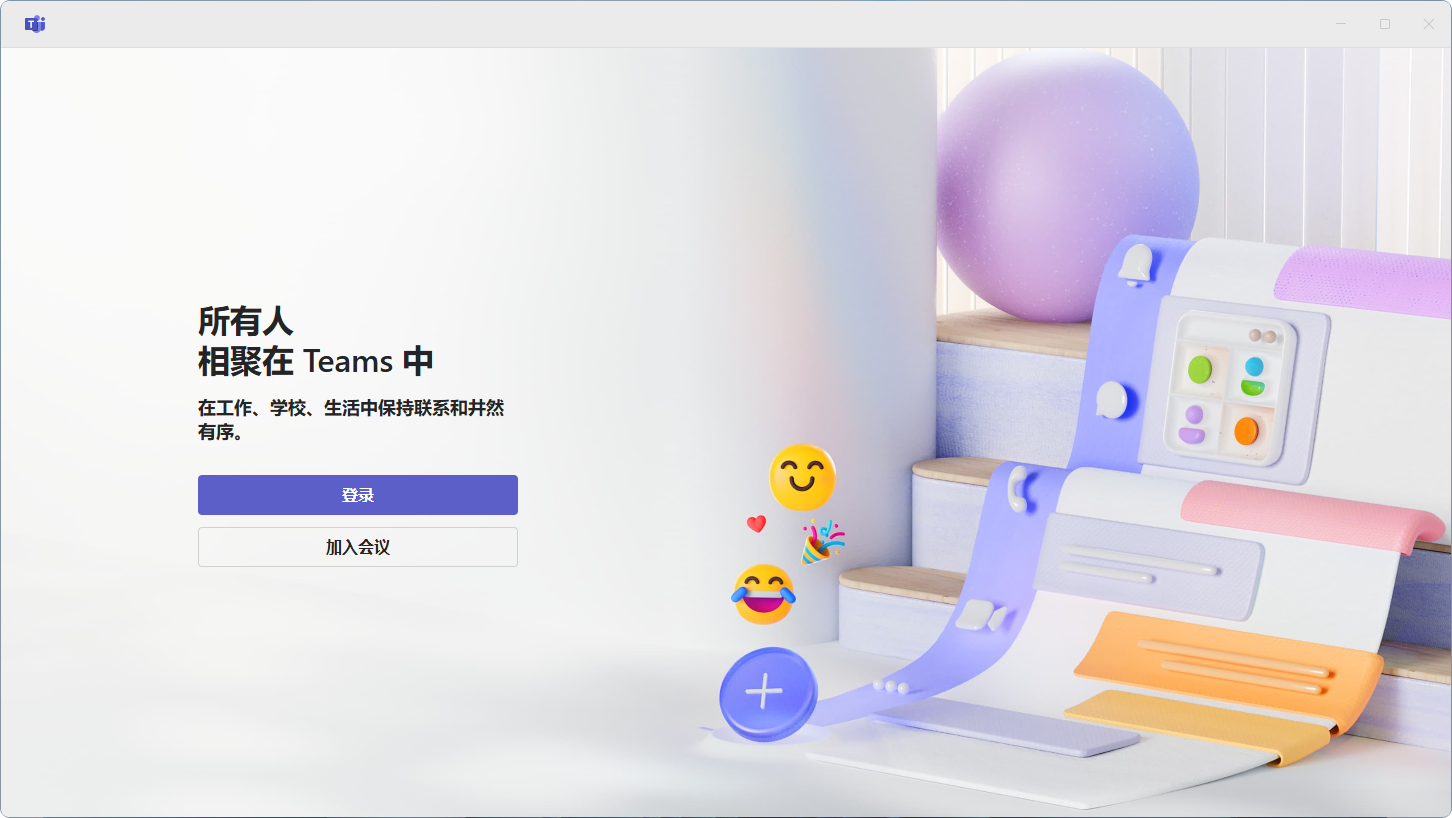 所有人
相聚在 Teams 中
在工作、学校、生活中保持联系和井然
有序。
登录
加入会议